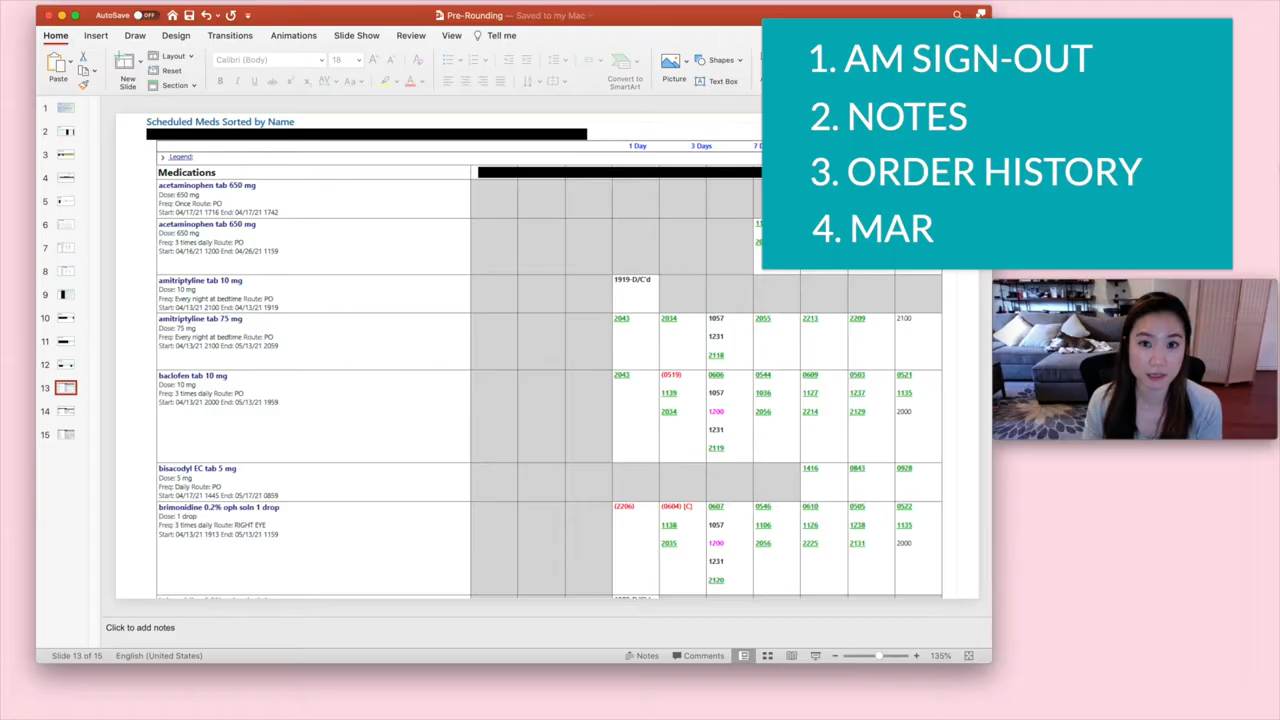 AutoSave OFF
Pre-Rounding — Saved to my Mac
Home Insert Draw Design Transitions Animations Slide Show Review View Tell me
Paste
New Slide
Layout
Reset
Section
Calibri (Body) 18
Convert to SmartArt
Picture
Shapes
Text Box
1. AM SIGN-OUT
2. NOTES
3. ORDER HISTORY
4. MAR
1
2
3
4
5
6
7
8
9
10
11
12
13
14
15
Scheduled Meds Sorted by Name
1 Day 3 Days
Legend:
Medications
acetaminophen tab 650 mg
Dose: 650 mg
Freq: Once Route: PO
Start: 04/17/21 1716 End: 04/17/21 1742
acetaminophen tab 650 mg
Dose: 650 mg
Freq: 3 times daily Route: PO
Start: 04/16/21 1200 End: 04/26/21 1159
amitriptyline tab 10 mg
Dose: 10 mg
Freq: Every night at bedtime Route: PO
Start: 04/13/21 2100 End: 04/13/21 1919
1919-D/C'd
amitriptyline tab 75 mg
Dose: 75 mg
Freq: Every night at bedtime Route: PO
Start: 04/13/21 2100 End: 05/13/21 2059
2043 2034 1057 2055 2213 2209 2100
1231
2118
baclofen tab 10 mg
Dose: 10 mg
Freq: 3 times daily Route: PO
Start: 04/13/21 2000 End: 05/13/21 1959
2043 (0519) 0606 0544 0609 0503 0521
1139 1057 1036 1127 1237 1135
2034 1200 2056 2214 2129 2000
1231
2119
bisacodyl EC tab 5 mg
Dose: 5 mg
Freq: Daily Route: PO
Start: 04/17/21 1445 End: 05/17/21 0859
1416 0843 0928
brimonidine 0.2% oph soln 1 drop
Dose: 1 drop
Freq: 3 times daily Route: RIGHT EYE
Start: 04/13/21 1913 End: 05/13/21 1159
(2206) (0604) [C] 0607 0546 0610 0505 0522
1138 1057 1106 1126 1238 1135
2035 1200 2056 2225 2131 2000
1231
2120
Click to add notes
Slide 13 of 15 English (United States) Notes Comments 135%